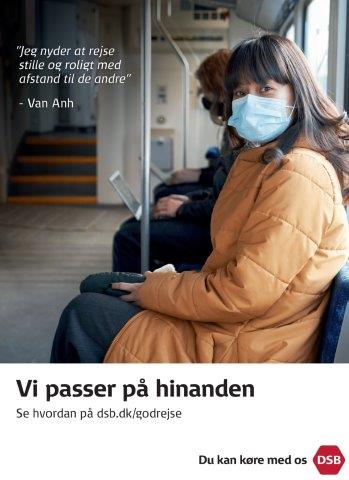 "Jeg nyder at rejse
stille og roligt med
afstand til de andre"
- Van Anh
Vi passer på hinanden
Se hvordan på dsb.dk/godrejse
Du kan køre med os DSB